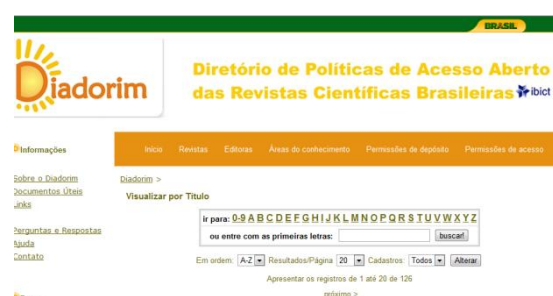 BRASIL
Diadorim
Diretório de Políticas de Acesso Aberto
das Revistas Científicas Brasileiras ibict
Informações
Início Revistas Editoras Áreas do conhecimento Permissões de depósito Permissões de acesso
Sobre o Diadorim
Documentos Úteis
Links
Perguntas e Respostas
Ajuda
Contato
Diadorim >
Visualizar por Título
ir para: 0-9 A B C D E F G H I J K L M N O P Q R S T U V W X Y Z
ou entre com as primeiras letras: buscar!
Em ordem: A-Z Resultados/Página 20 Cadastros: Todos Alterar
Apresentar os registros de 1 até 20 de 126
próximo >